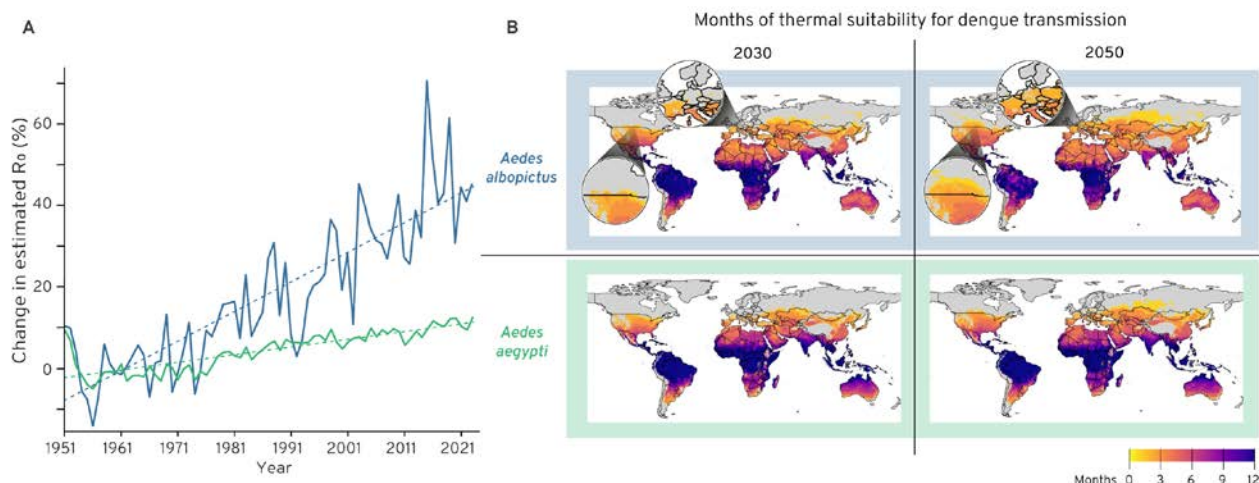 A
Change in estimated R₀ (%)
60
40
20
0
1951
1961
1971
1981
1991
2001
2011
2021
Year
Aedes
albopictus
Aedes
aegypti
B
Months of thermal suitability for dengue transmission
2030
2050
Months 0 3 6 9 12